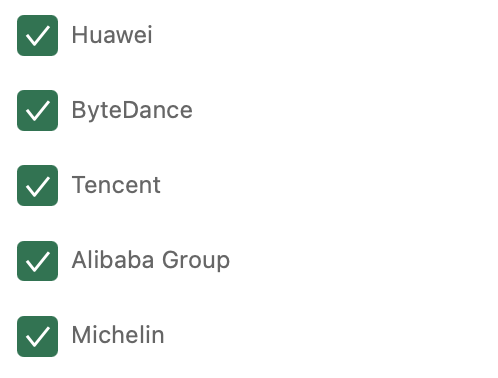 Huawei
ByteDance
Tencent
Alibaba Group
Michelin